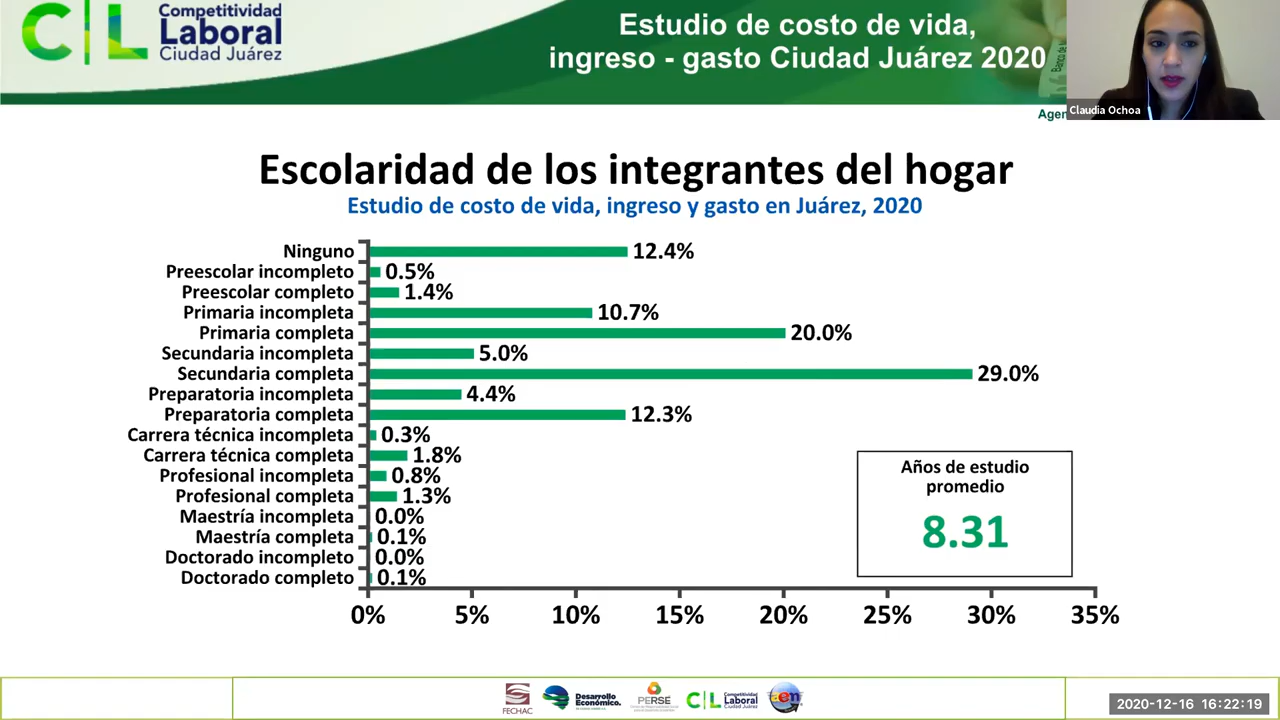 C|L Competitividad
Laboral
Ciudad Juárez
Estudio de costo de vida,
ingreso - gasto Ciudad Juárez 2020
Claudia Ochoa
Escolaridad de los integrantes del hogar
Estudio de costo de vida, ingreso y gasto en Juárez, 2020
Ninguno 12.4%
Preescolar incompleto 0.5%
Preescolar completo 1.4%
Primaria incompleta 10.7%
Primaria completa 20.0%
Secundaria incompleta 5.0%
Secundaria completa 29.0%
Preparatoria incompleta 4.4%
Preparatoria completa 12.3%
Carrera técnica incompleta 0.3%
Carrera técnica completa 1.8%
Profesional incompleta 0.8%
Profesional completa 1.3%
Maestría incompleta 0.0%
Maestría completa 0.1%
Doctorado incompleto 0.0%
Doctorado completo 0.1%
Años de estudio
promedio
8.31
0% 5% 10% 15% 20% 25% 30% 35%
FECHAC
Desarrollo
Económico.
PERSÉ
C|L Competitividad
Laboral
Ciudad Juárez
aen
2020-12-16 16:22:19